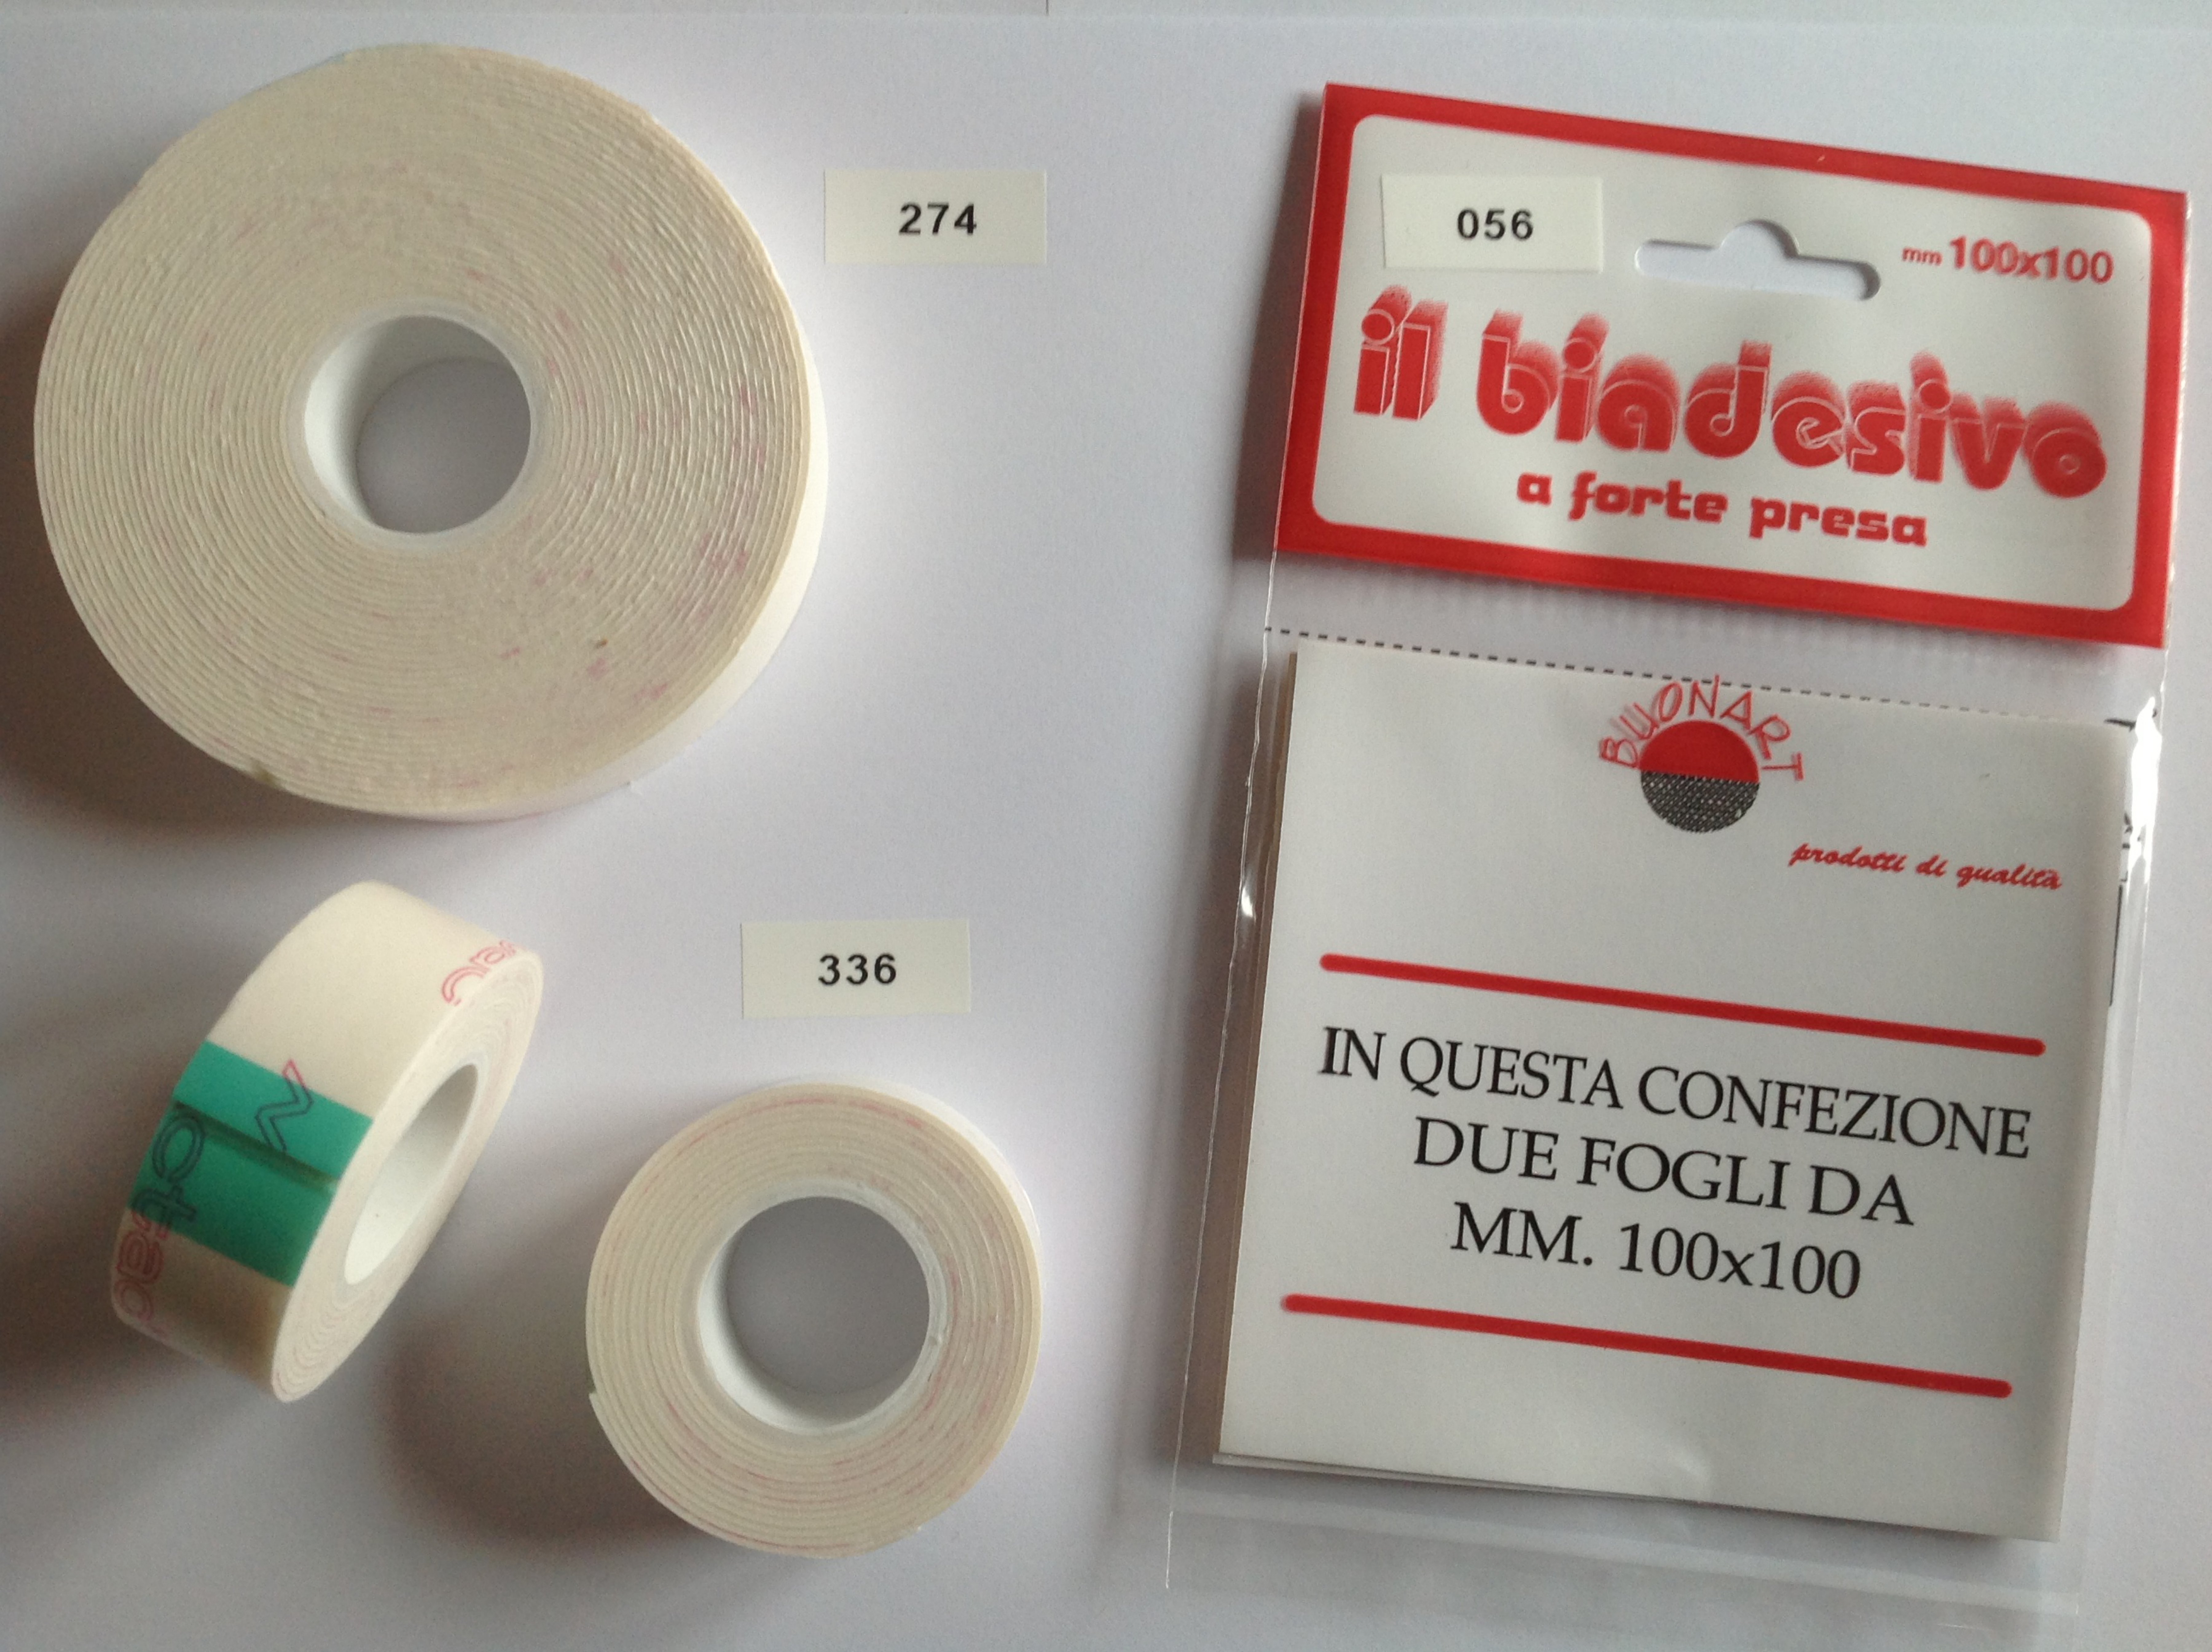 274
056
mm 100x100
il biadesivo
a forte presa
BUONART
prodotti di qualità
IN QUESTA CONFEZIONE
DUE FOGLI DA
MM. 100x100
336